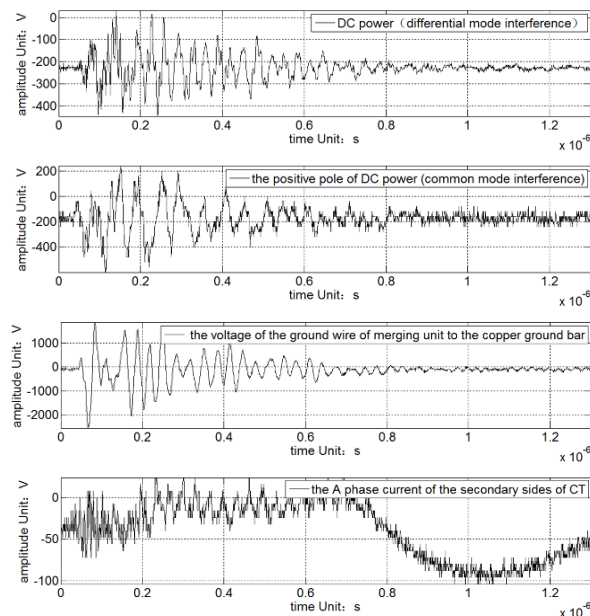 DC power（differential mode interference）
amplitude Unit：V
0
-100
-200
-300
-400
0 0.2 0.4 0.6 0.8 1 1.2
time Unit：s
x 10⁻⁶
the positive pole of DC power (common mode interference)
amplitude Unit：V
200
0
-200
-400
0 0.2 0.4 0.6 0.8 1 1.2
time Unit：s
x 10⁻⁶
the voltage of the ground wire of merging unit to the copper ground bar
amplitude Unit：V
1000
0
-1000
-2000
0 0.2 0.4 0.6 0.8 1 1.2
time Unit：s
x 10⁻⁶
the A phase current of the secondary sides of CT
amplitude Unit：V
0
-50
-100
0 0.2 0.4 0.6 0.8 1 1.2
time Unit：s
x 10⁻⁶